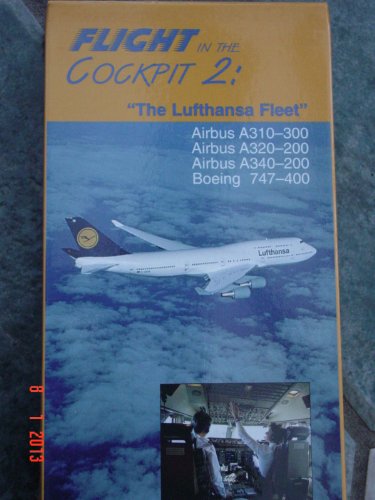 FLIGHT IN THE
COCKPIT 2:
"The Lufthansa Fleet"
Airbus A310–300
Airbus A320–200
Airbus A340–200
Boeing 747–400
Lufthansa
8 1 2013